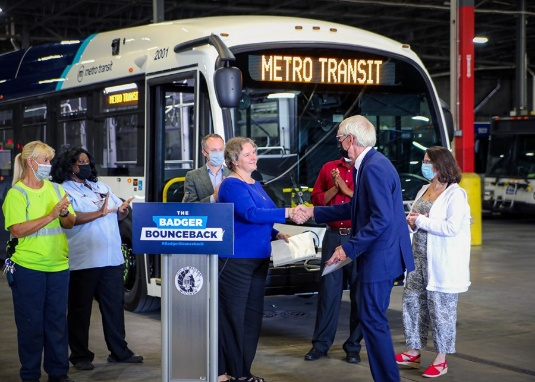 2001
metro transit
METRO TRANSIT
METRO TRANSIT
THE
BADGER
BOUNCEBACK
#BadgerBounceback